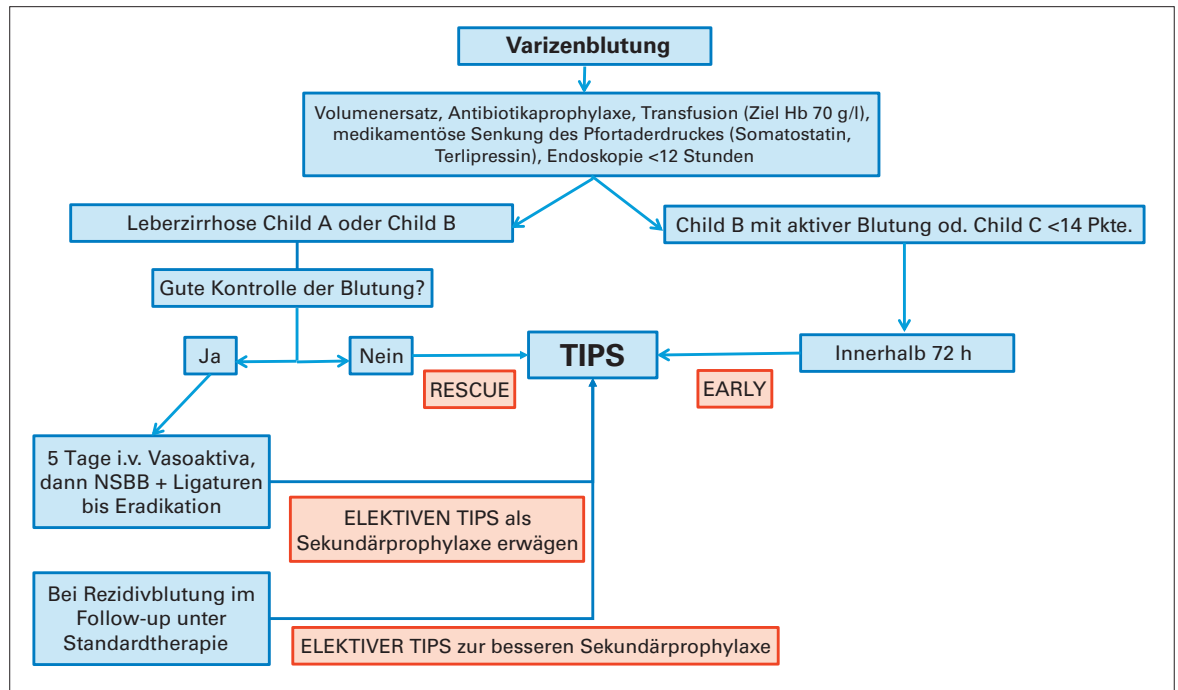 Varizenblutung
Volumenersatz, Antibiotikaprophylaxe, Transfusion (Ziel Hb 70 g/l),
medikamentöse Senkung des Pfortaderdruckes (Somatostatin,
Terlipressin), Endoskopie <12 Stunden
Leberzirrhose Child A oder Child B
Child B mit aktiver Blutung od. Child C <14 Pkte.
Gute Kontrolle der Blutung?
Ja
Nein
TIPS
Innerhalb 72 h
RESCUE
EARLY
5 Tage i.v. Vasoaktiva,
dann NSBB + Ligaturen
bis Eradikation
ELEKTIVEN TIPS als
Sekundärprophylaxe erwägen
Bei Rezidivblutung im
Follow-up unter
Standardtherapie
ELEKTIVER TIPS zur besseren Sekundärprophylaxe